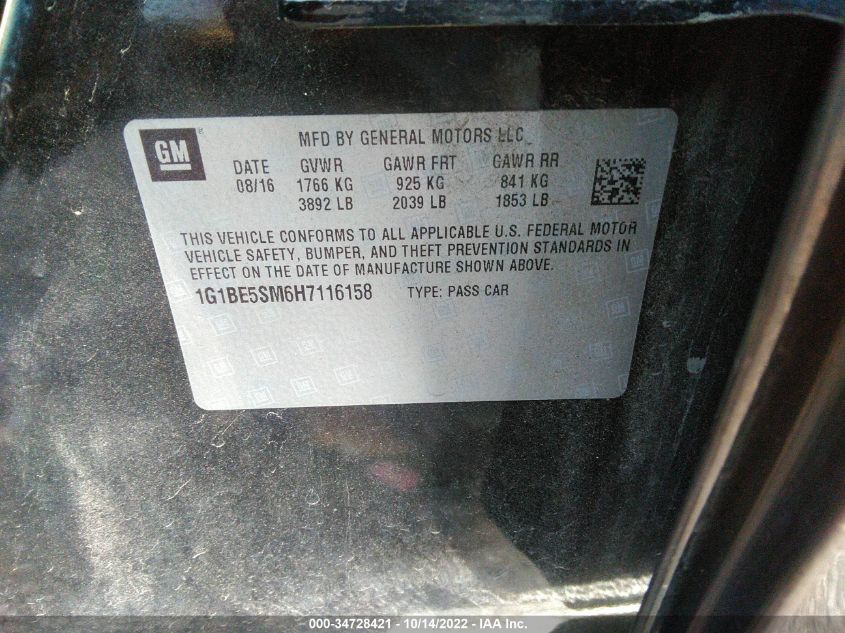 GM ®
MFD BY GENERAL MOTORS LLC
DATE GVWR GAWR FRT GAWR RR
08/16 1766 KG 925 KG 841 KG
3892 LB 2039 LB 1853 LB
THIS VEHICLE CONFORMS TO ALL APPLICABLE U.S. FEDERAL MOTOR
VEHICLE SAFETY, BUMPER, AND THEFT PREVENTION STANDARDS IN
EFFECT ON THE DATE OF MANUFACTURE SHOWN ABOVE.
1G1BE5SM6H7116158 TYPE: PASS CAR
000-34728421 - 10/14/2022 - IAA Inc.